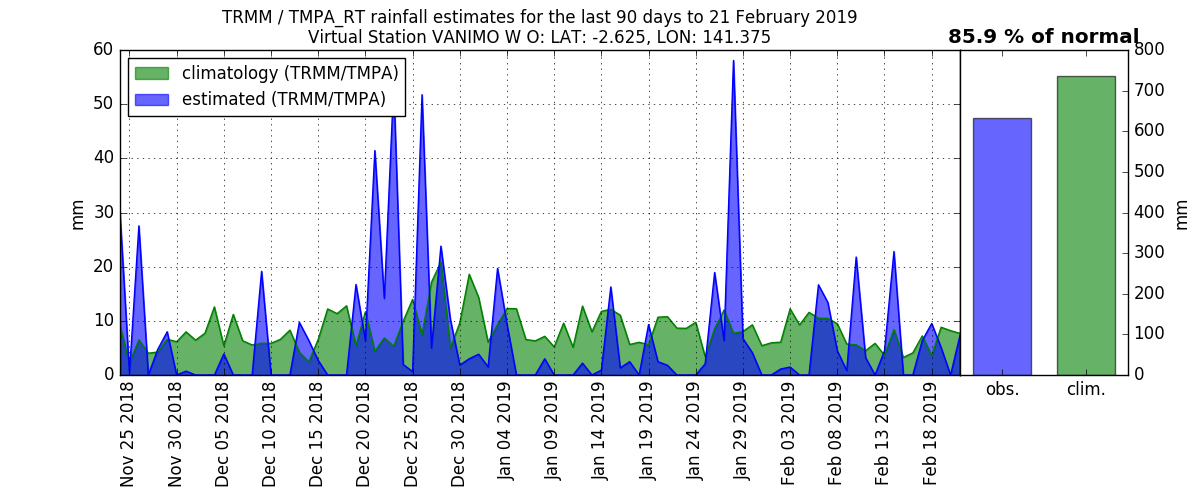 TRMM / TMPA_RT rainfall estimates for the last 90 days to 21 February 2019
Virtual Station VANIMO W O: LAT: -2.625, LON: 141.375
85.9 % of normal
climatology (TRMM/TMPA)
estimated (TRMM/TMPA)
60
50
40
30
20
10
0
mm
Nov 25 2018
Nov 30 2018
Dec 05 2018
Dec 10 2018
Dec 15 2018
Dec 20 2018
Dec 25 2018
Dec 30 2018
Jan 04 2019
Jan 09 2019
Jan 14 2019
Jan 19 2019
Jan 24 2019
Jan 29 2019
Feb 03 2019
Feb 08 2019
Feb 13 2019
Feb 18 2019
obs.
clim.
800
700
600
500
400
300
200
100
0
mm